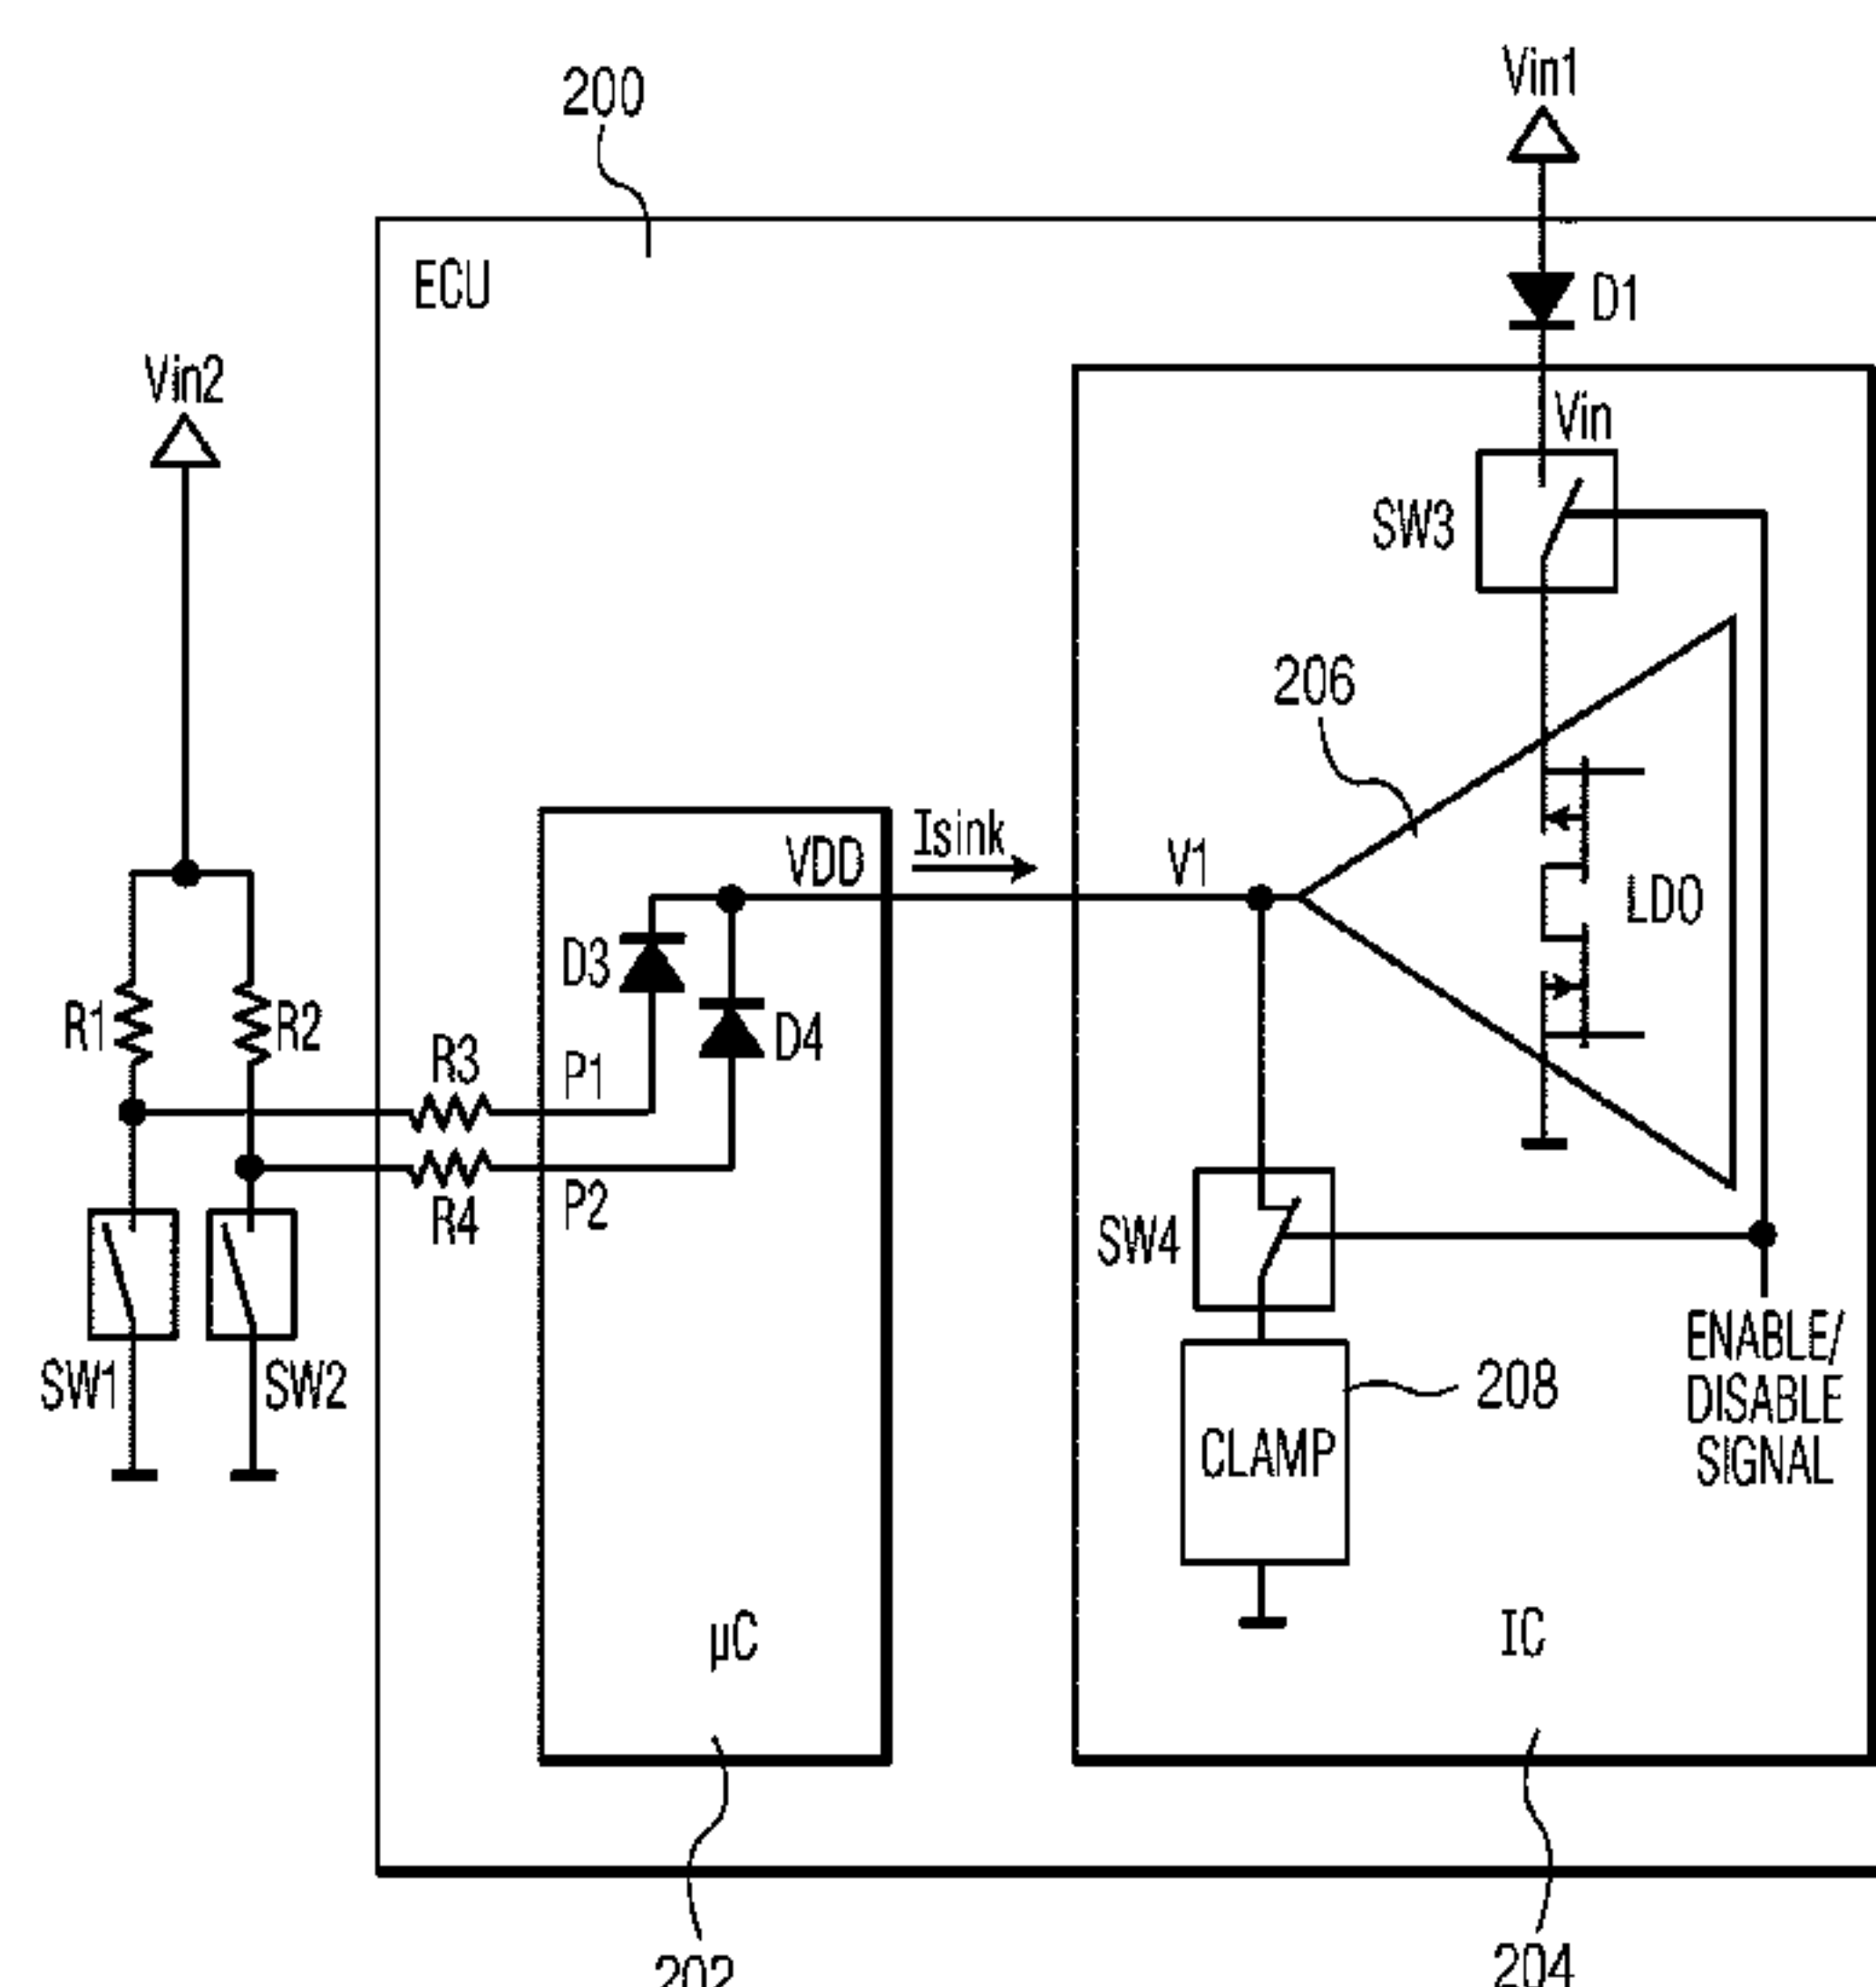 200
Vin1
ECU
D1
Vin2
Vin
SW3
206
VDD
Isink
V1
LDO
D3
D4
R1
R2
R3
P1
R4
P2
SW4
SW1
SW2
ENABLE/
DISABLE
SIGNAL
208
CLAMP
µC
IC
202
204